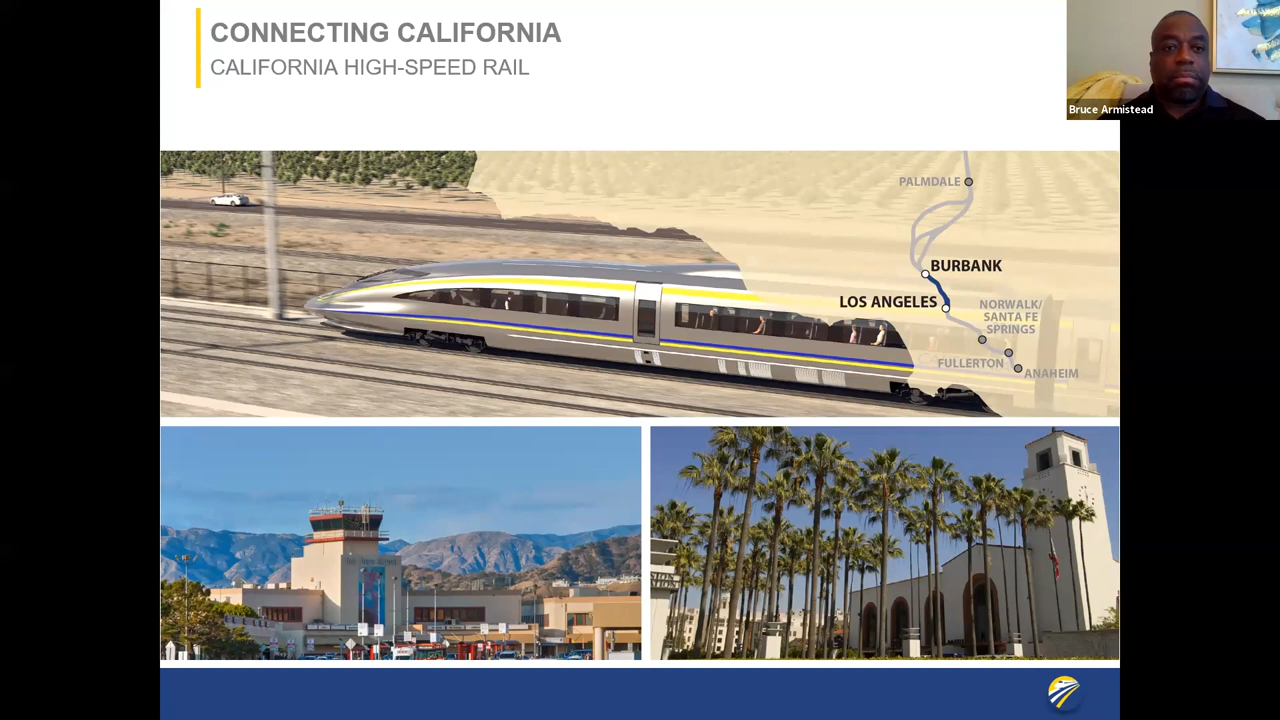 CONNECTING CALIFORNIA
CALIFORNIA HIGH-SPEED RAIL
Bruce Armistead
PALMDALE
BURBANK
LOS ANGELES
NORWALK/
SANTA FE
SPRINGS
FULLERTON
ANAHEIM